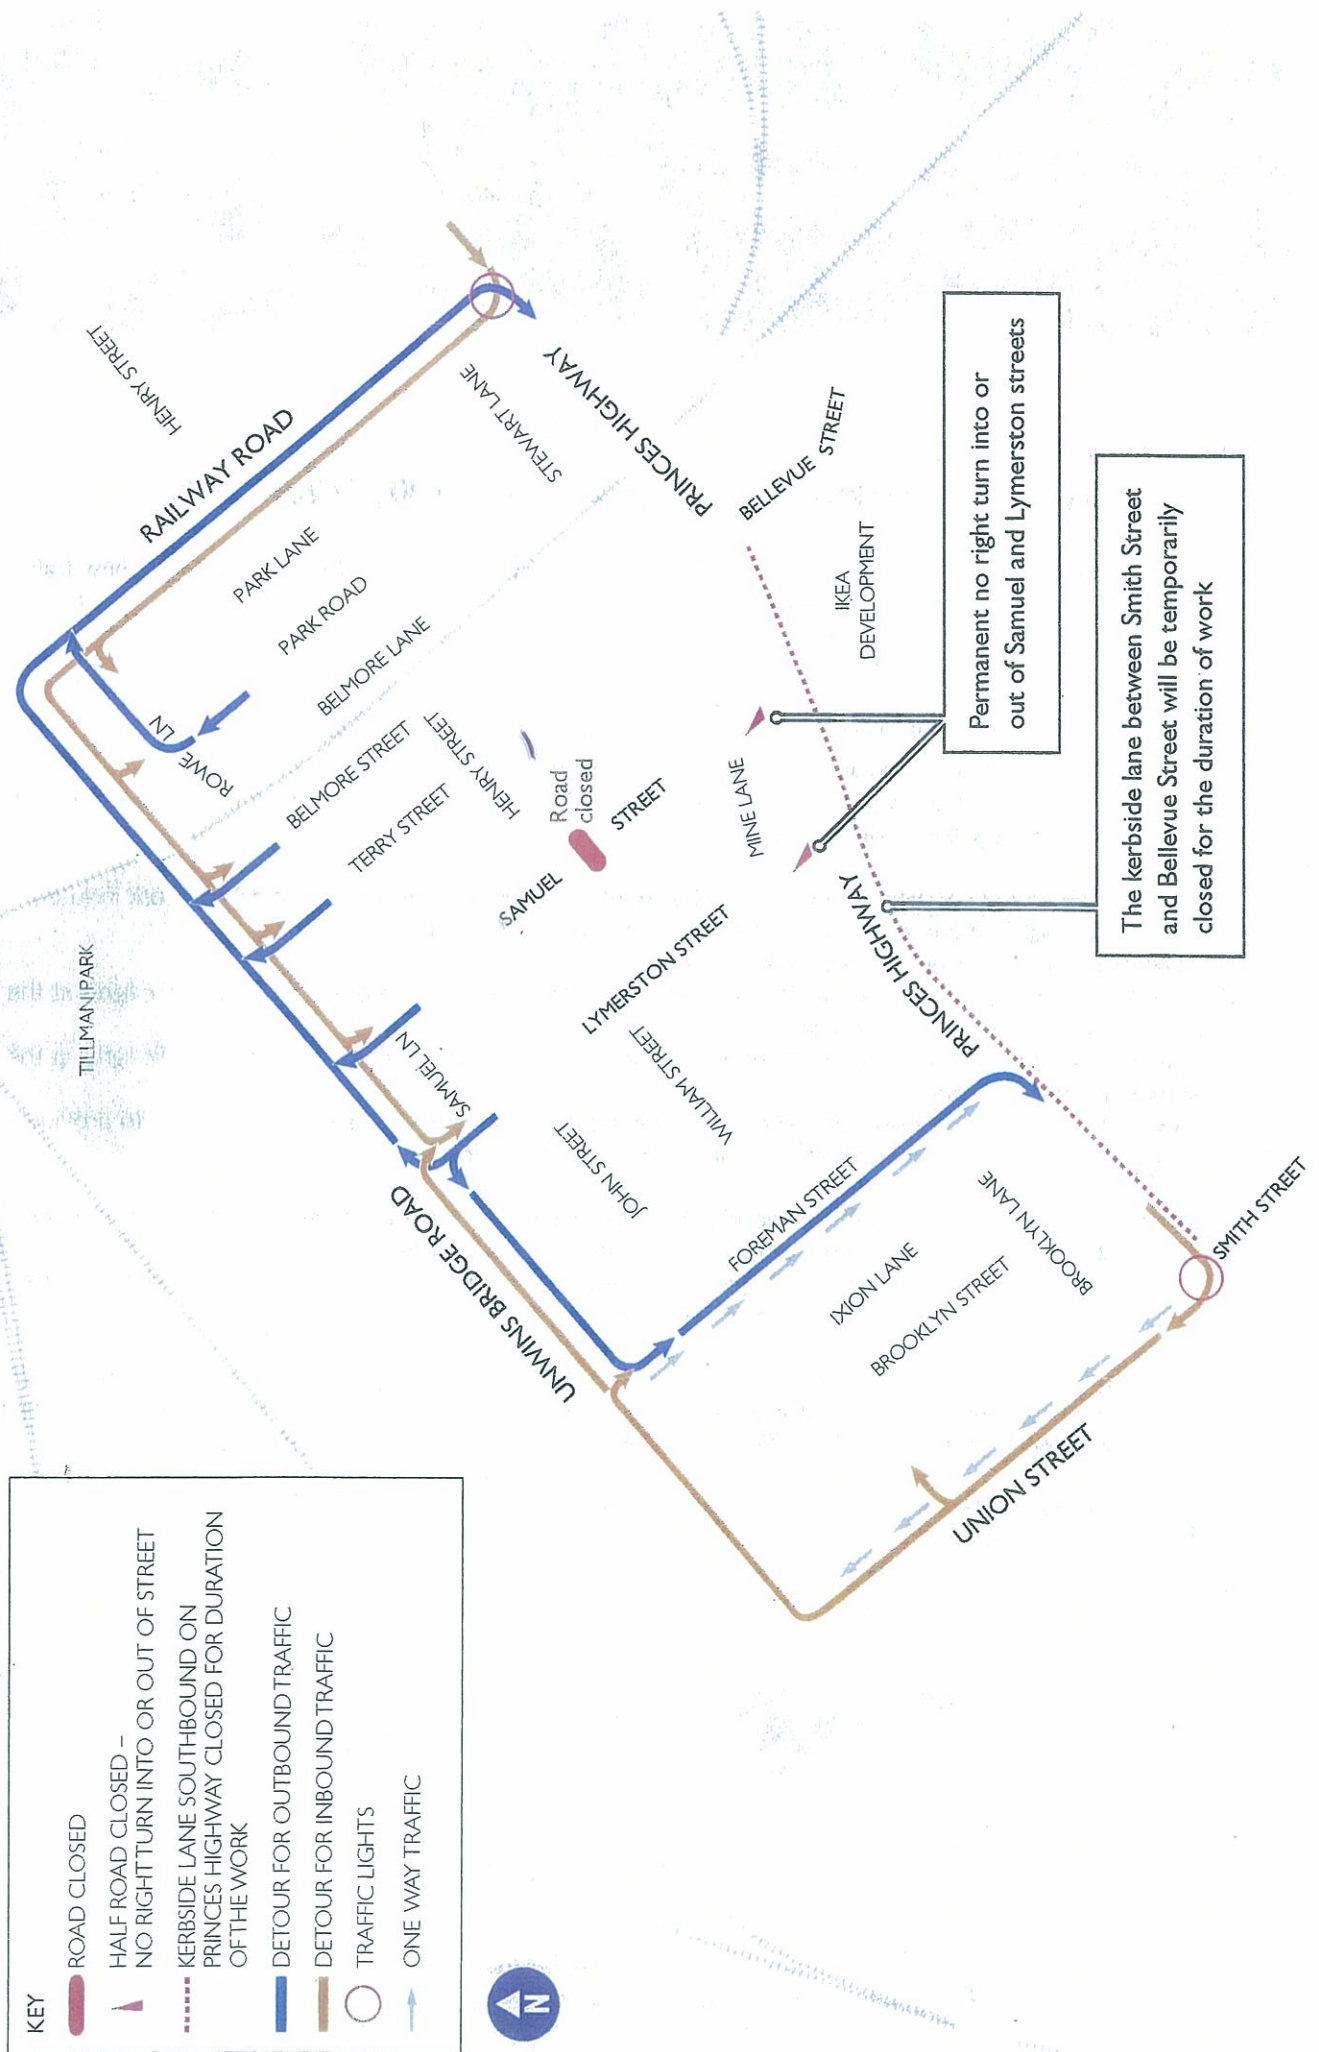 KEY
ROAD CLOSED
HALF ROAD CLOSED –
NO RIGHT TURN INTO OR OUT OF STREET
KERBSIDE LANE SOUTHBOUND ON
PRINCES HIGHWAY CLOSED FOR DURATION
OF THE WORK
DETOUR FOR OUTBOUND TRAFFIC
DETOUR FOR INBOUND TRAFFIC
TRAFFIC LIGHTS
ONE WAY TRAFFIC
N
TILLMAN PARK
HENRY STREET
RAILWAY ROAD
ROWE LN
PARK LANE
PARK ROAD
BELMORE LANE
STEWART LANE
PRINCES HIGHWAY
BELMORE STREET
TERRY STREET
HENRY STREET
Road
closed
SAMUEL STREET
SAMUEL LN
UNWINS BRIDGE ROAD
JOHN STREET
WILLIAM STREET
LYMERSTON STREET
MINE LANE
BELLEVUE STREET
IKEA
DEVELOPMENT
PRINCES HIGHWAY
FOREMAN STREET
IXION LANE
BROOKLYN STREET
BROOKLYN LANE
UNION STREET
SMITH STREET
Permanent no right turn into or
out of Samuel and Lymerston streets
The kerbside lane between Smith Street
and Bellevue Street will be temporarily
closed for the duration of work